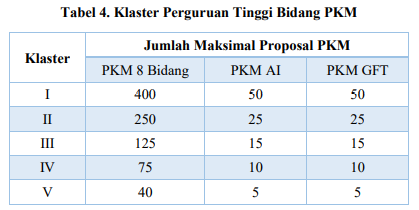 Tabel 4. Klaster Perguruan Tinggi Bidang PKM
Klaster Jumlah Maksimal Proposal PKM
PKM 8 Bidang PKM AI PKM GFT
I 400 50 50
II 250 25 25
III 125 15 15
IV 75 10 10
V 40 5 5